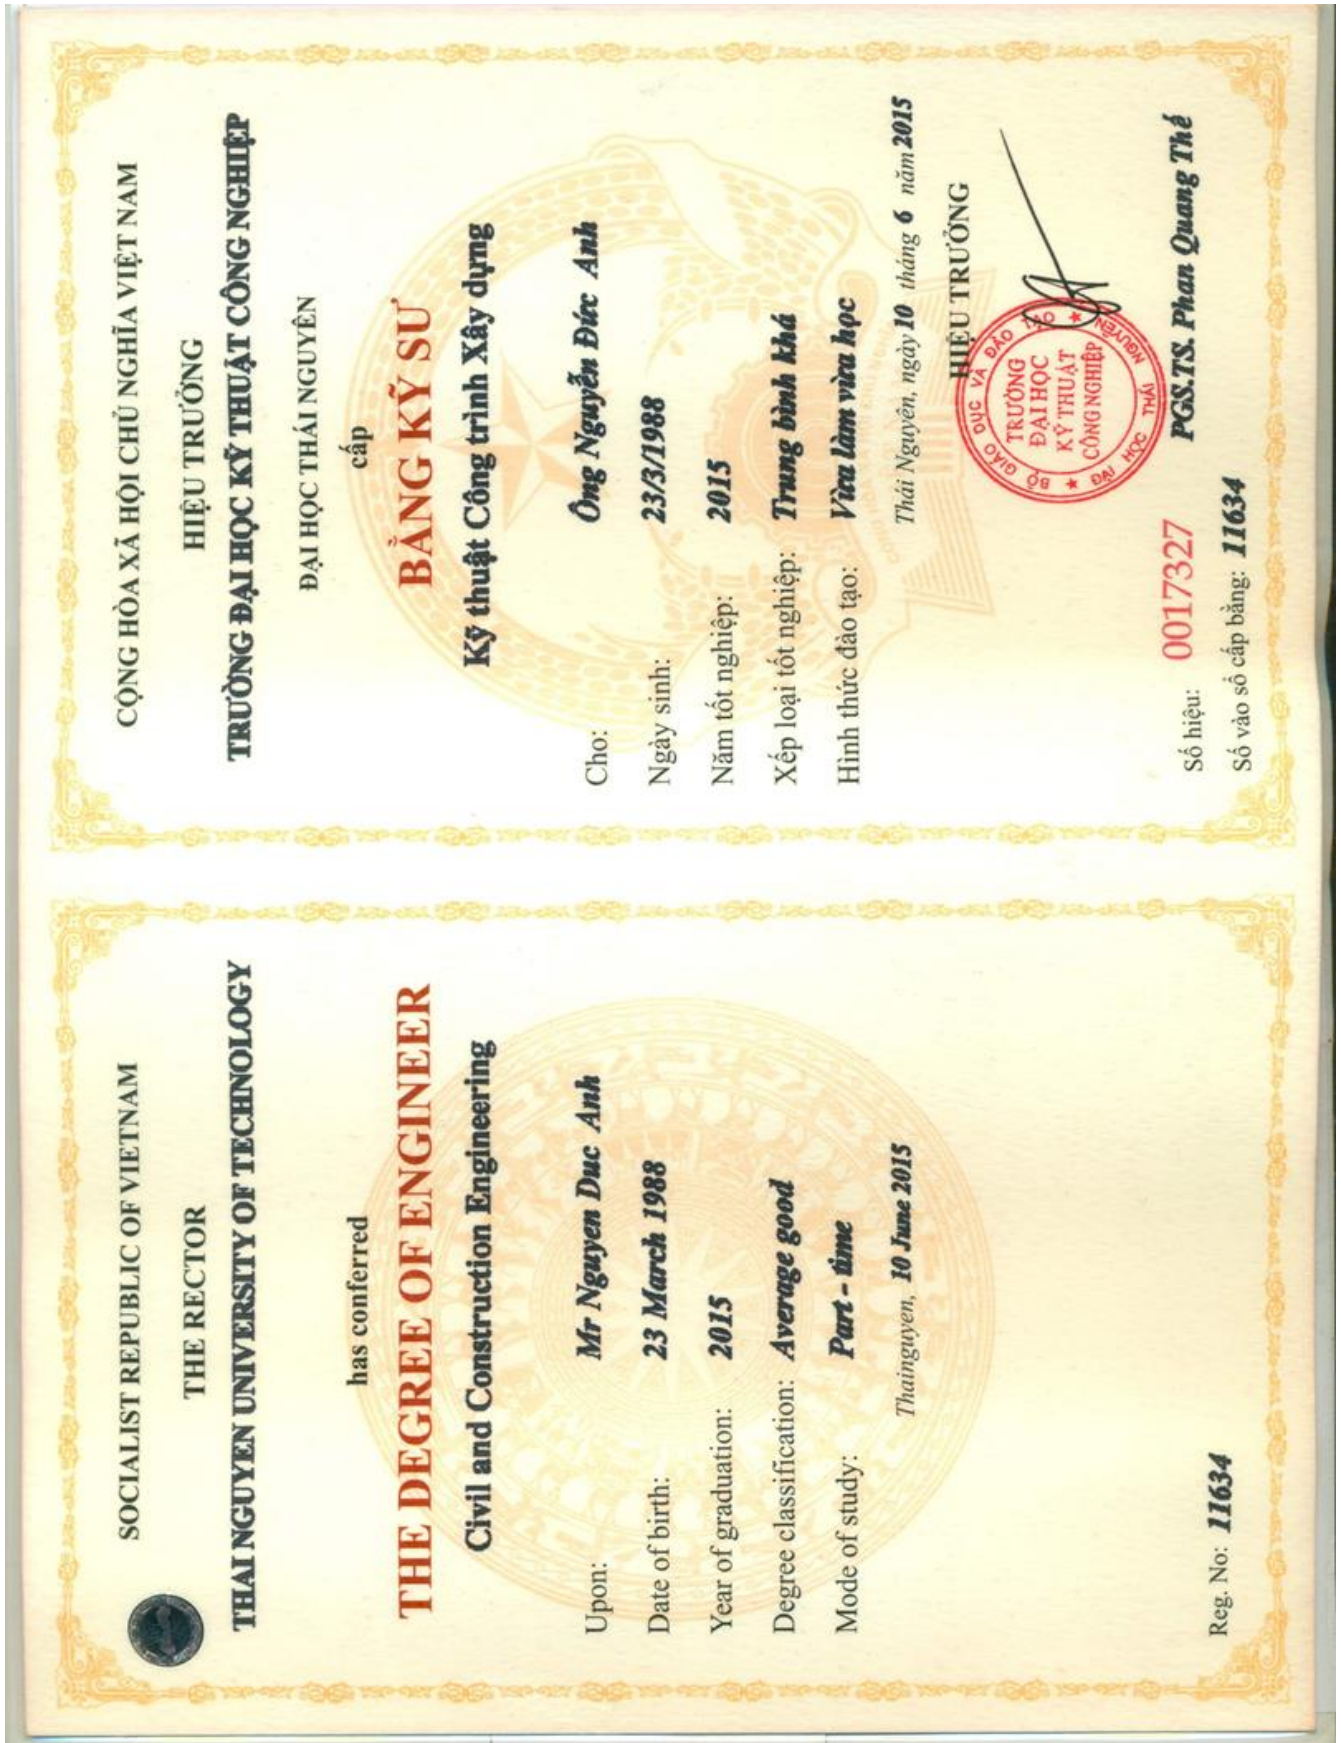 SOCIALIST REPUBLIC OF VIETNAM
THE RECTOR
THAI NGUYEN UNIVERSITY OF TECHNOLOGY
has conferred
THE DEGREE OF ENGINEER
Civil and Construction Engineering
Upon: Mr Nguyen Duc Anh
Date of birth: 23 March 1988
Year of graduation: 2015
Degree classification: Average good
Mode of study: Part - time
Thainguyen, 10 June 2015
Reg. No: 11634
CỘNG HÒA XÃ HỘI CHỦ NGHĨA VIỆT NAM
HIỆU TRƯỞNG
TRƯỜNG ĐẠI HỌC KỸ THUẬT CÔNG NGHIỆP
ĐẠI HỌC THÁI NGUYÊN
cấp
BẰNG KỸ SƯ
Kỹ thuật Công trình Xây dựng
Cho: Ông Nguyễn Đức Anh
Ngày sinh: 23/3/1988
Năm tốt nghiệp: 2015
Xếp loại tốt nghiệp: Trung bình khá
Hình thức đào tạo: Vừa làm vừa học
Thái Nguyên, ngày 10 tháng 6 năm 2015
HIỆU TRƯỞNG
BỘ GIÁO DỤC VÀ ĐÀO TẠO
TRƯỜNG
ĐẠI HỌC
KỸ THUẬT
CÔNG NGHIỆP
ĐẠI HỌC THÁI NGUYÊN
PGS.TS. Phan Quang Thế
Số hiệu: 0017327
Số vào sổ cấp bằng: 11634